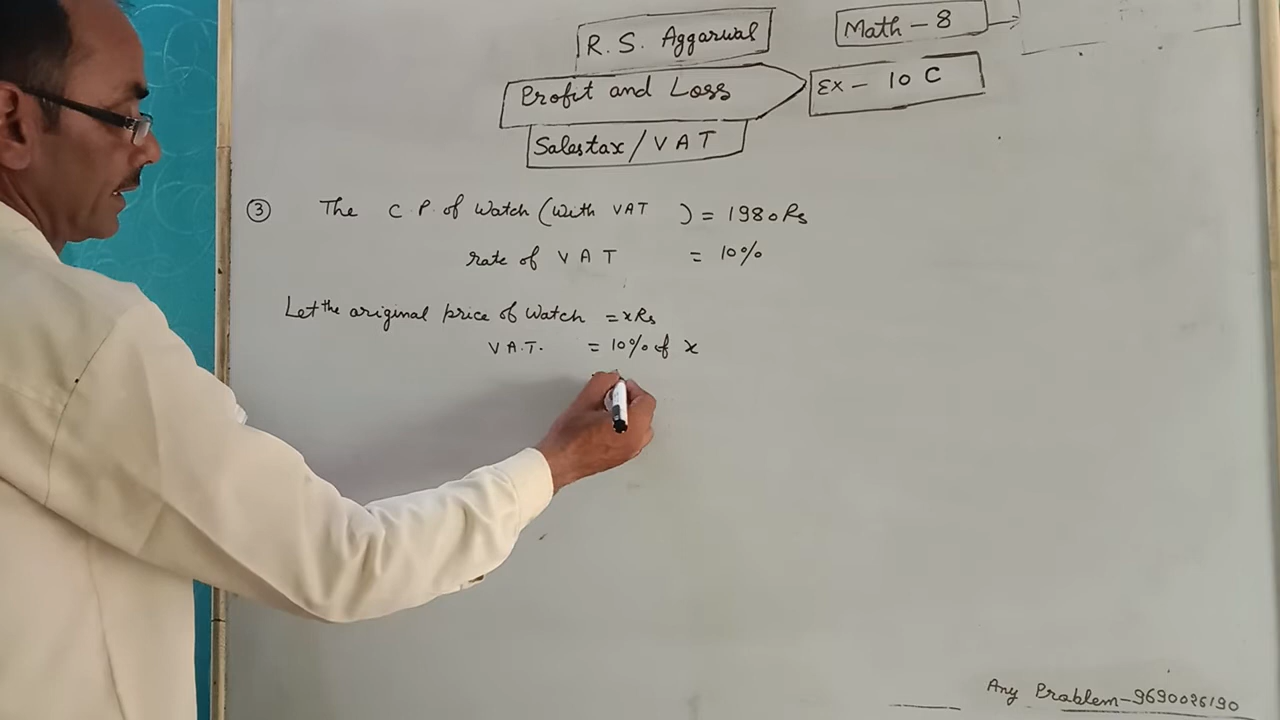 R. S. Aggarwal
Math - 8
Profit and Loss
Ex - 10 C
Salestax / VAT
③ The C.P. of Watch (With VAT ) = 1980 Rs
rate of VAT = 10%
Let the original price of Watch = x Rs
V.A.T. = 10% of x
Any Problem-9690026190